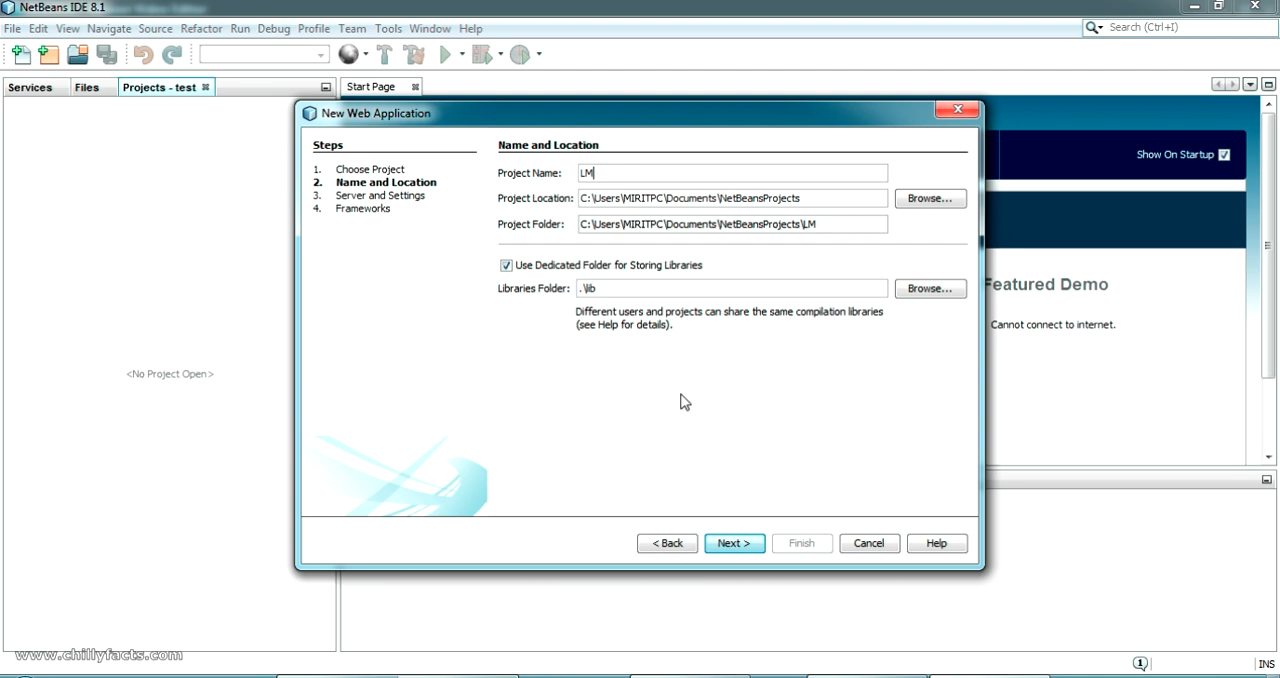 NetBeans IDE 8.1
File Edit View Navigate Source Refactor Run Debug Profile Team Tools Window Help
Search (Ctrl+I)
Services Files Projects - test Start Page
New Web Application
Steps
1. Choose Project
2. Name and Location
3. Server and Settings
4. Frameworks
Name and Location
Project Name: LM
Project Location: C:\Users\MIRITPC\Documents\NetBeansProjects Browse...
Project Folder: C:\Users\MIRITPC\Documents\NetBeansProjects\LM
Use Dedicated Folder for Storing Libraries
Libraries Folder: .\lib Browse...
Different users and projects can share the same compilation libraries
(see Help for details).
Show On Startup
Featured Demo
Cannot connect to internet.
<No Project Open>
< Back Next > Finish Cancel Help
www.chillyfacts.com
1 INS